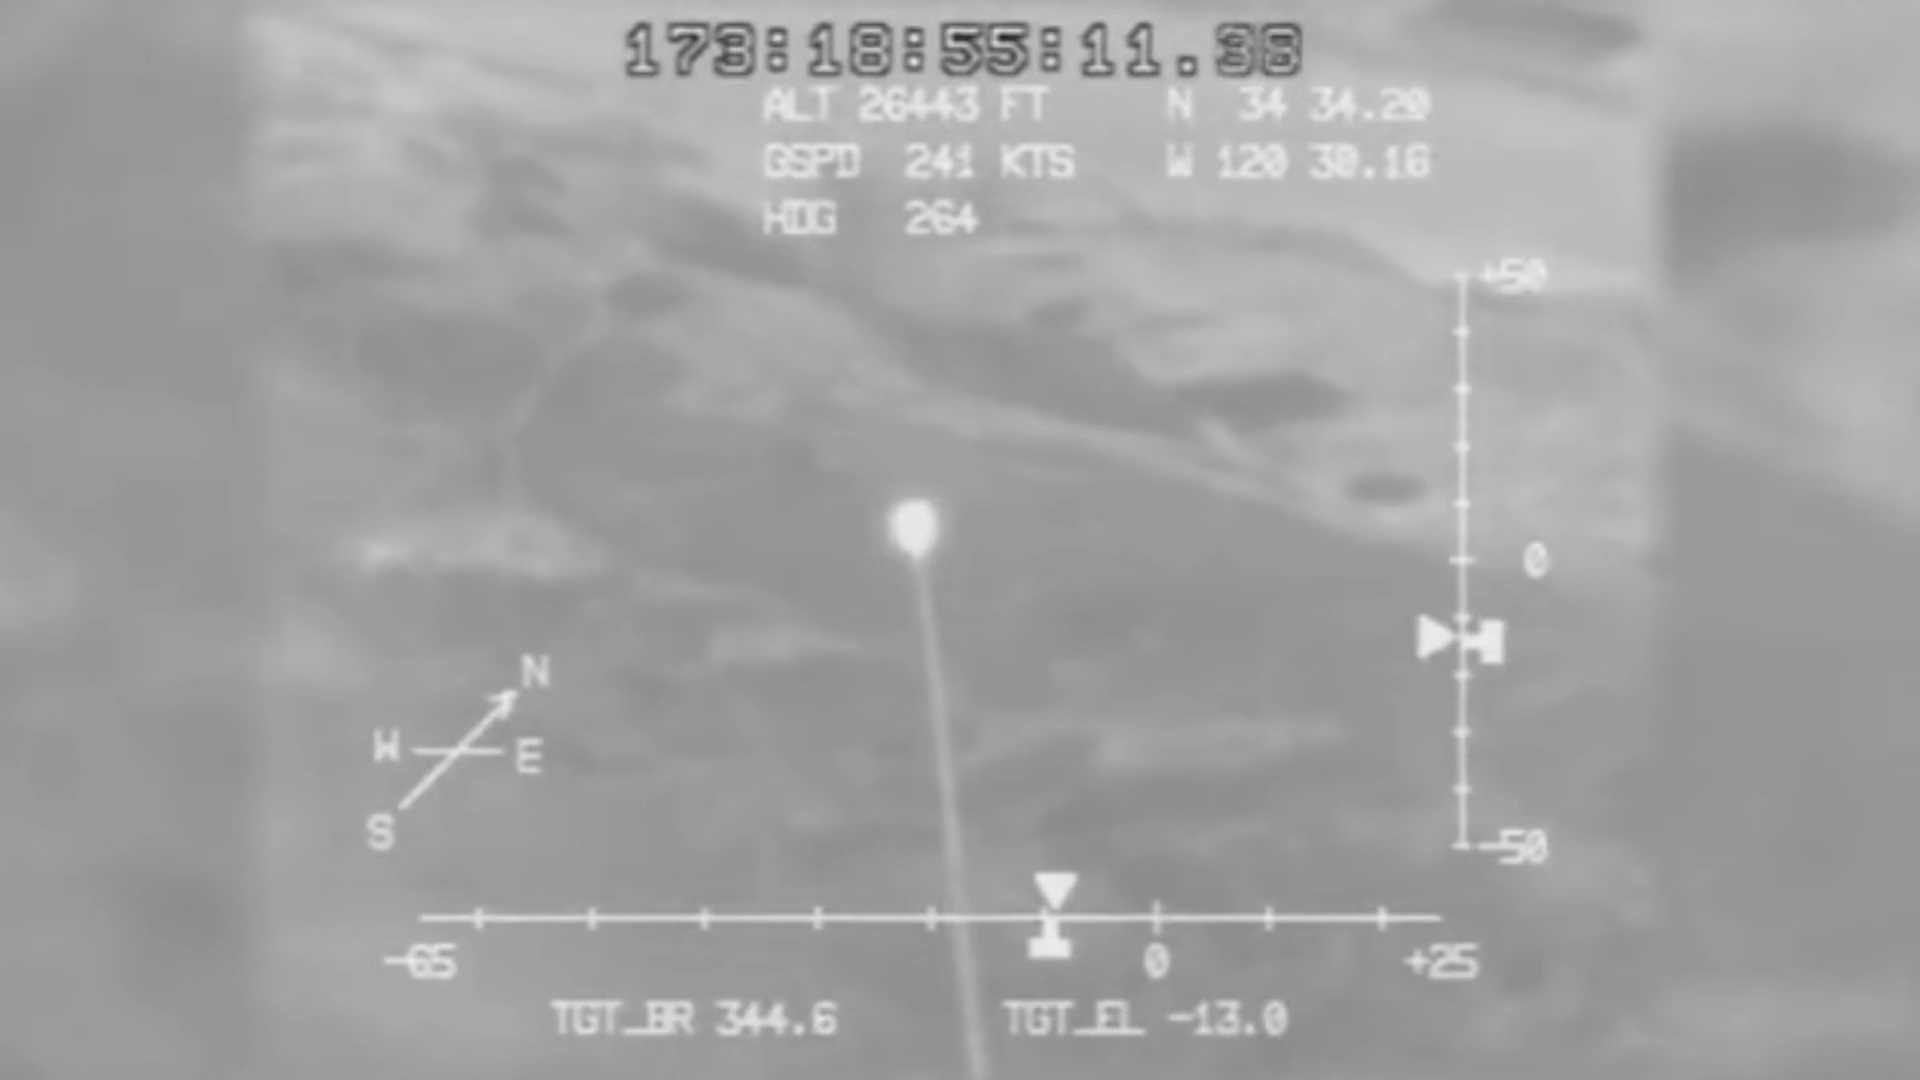 173:18:55:11.38
ALT 26443 FT N 34 34.20
GSPD 241 KTS W 120 30.16
HDG 264
+50
0
N
W E
S
-50
-65 0 +25
TGT_BR 344.6 TGT_EL -13.0